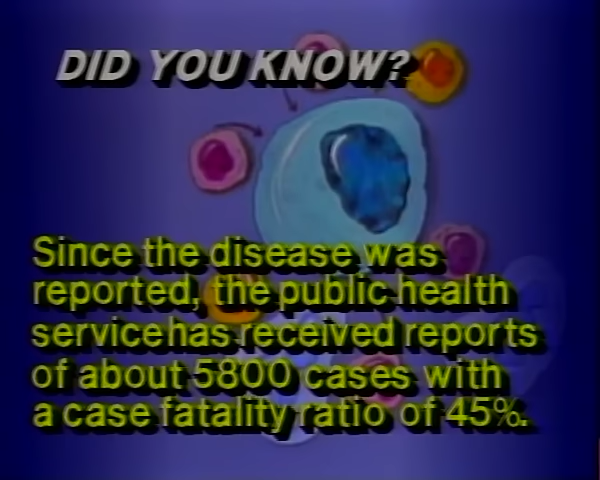 DID YOU KNOW?
Since the disease was
reported, the public health
service has received reports
of about 5800 cases with
a case fatality ratio of 45%.